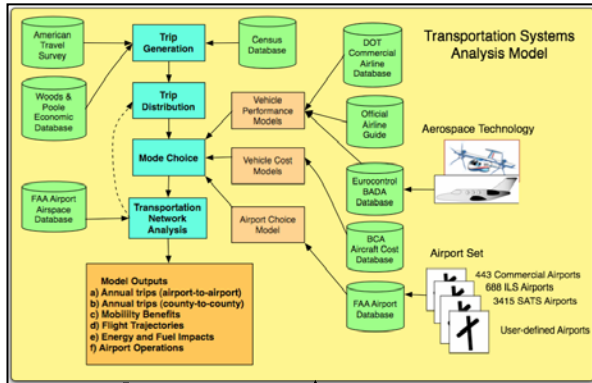 Transportation Systems
Analysis Model
American
Travel
Survey
Trip
Generation
Census
Database
DOT
Commercial
Airline
Database
Woods &
Poole
Economic
Database
Trip
Distribution
Vehicle
Performance
Models
Official
Airline
Guide
Aerospace Technology
Mode Choice
Vehicle Cost
Models
Eurocontrol
BADA
Database
FAA Airport
Airspace
Database
Transportation
Network
Analysis
Airport Choice
Model
BCA
Aircraft Cost
Database
Model Outputs
a) Annual trips (airport-to-airport)
b) Annual trips (county-to-county)
c) Mobility Benefits
d) Flight Trajectories
e) Energy and Fuel Impacts
f) Airport Operations
FAA Airport
Database
Airport Set
443 Commercial Airports
688 ILS Airports
3415 SATS Airports
User-defined Airports